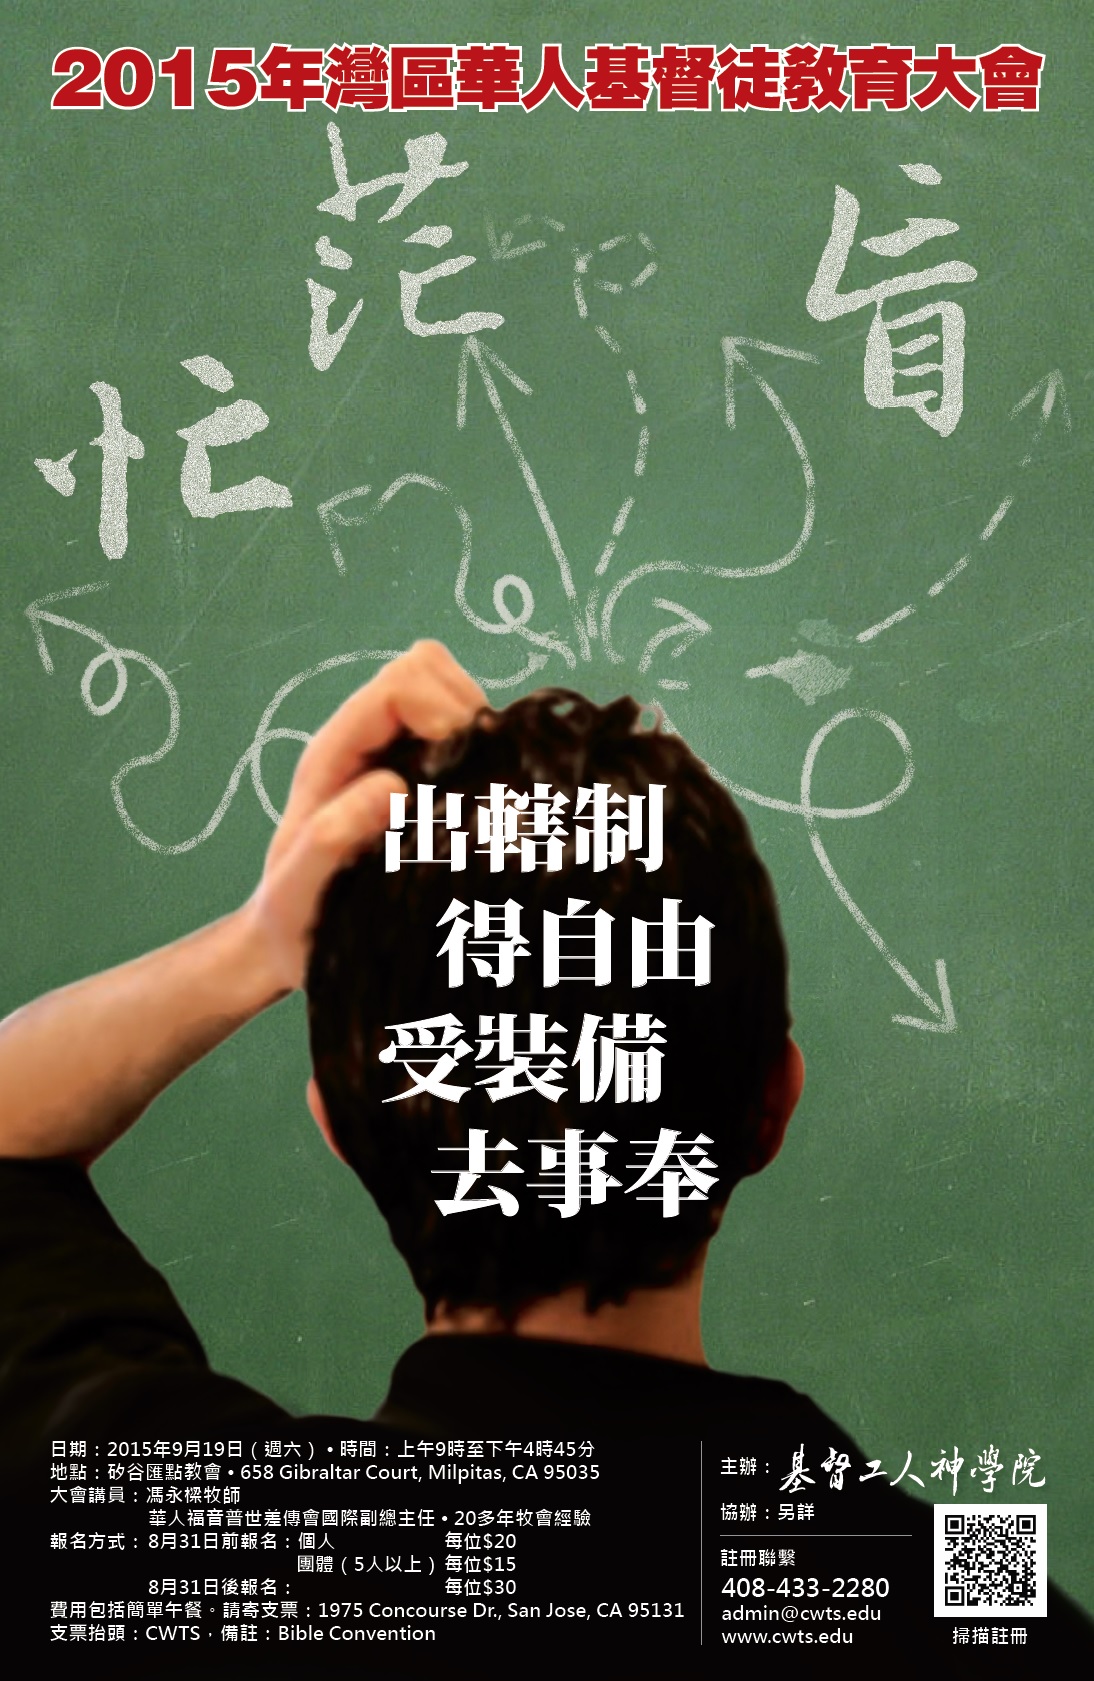 2015年灣區華人基督徒教育大會
忙 茫 盲
出轄制
得自由
受裝備
去事奉
日期：2015年9月19日（週六）• 時間：上午9時至下午4時45分
地點：矽谷匯點教會 • 658 Gibraltar Court, Milpitas, CA 95035
大會講員：馮永樑牧師
華人福音普世差傳會國際副總主任 • 20多年牧會經驗
報名方式：8月31日前報名：個人 每位$20
團體（5人以上）每位$15
8月31日後報名： 每位$30
費用包括簡單午餐。請寄支票：1975 Concourse Dr., San Jose, CA 95131
支票抬頭：CWTS，備註：Bible Convention
主辦：基督工人神學院
協辦：另詳
註冊聯繫
408-433-2280
admin@cwts.edu
www.cwts.edu
掃描註冊